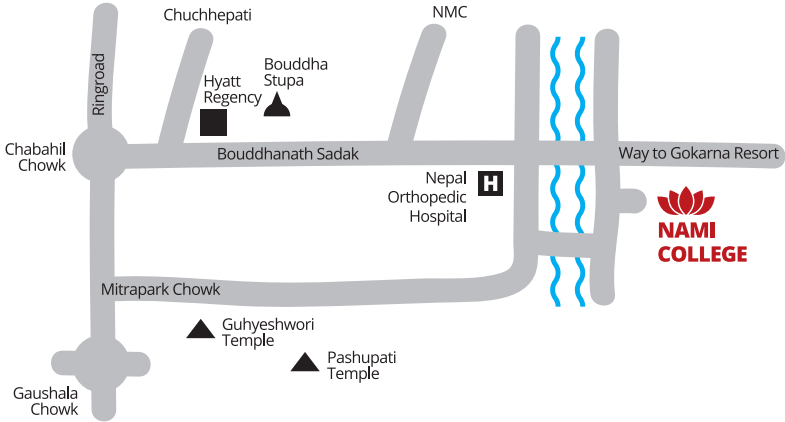 Chuchhepati
NMC
Ringroad
Bouddha
Stupa
Hyatt
Regency
Chabahil
Chowk
Bouddhanath Sadak
Way to Gokarna Resort
Nepal
Orthopedic
Hospital
H
NAMI
COLLEGE
Mitrapark Chowk
Guhyeshwori
Temple
Pashupati
Temple
Gaushala
Chowk